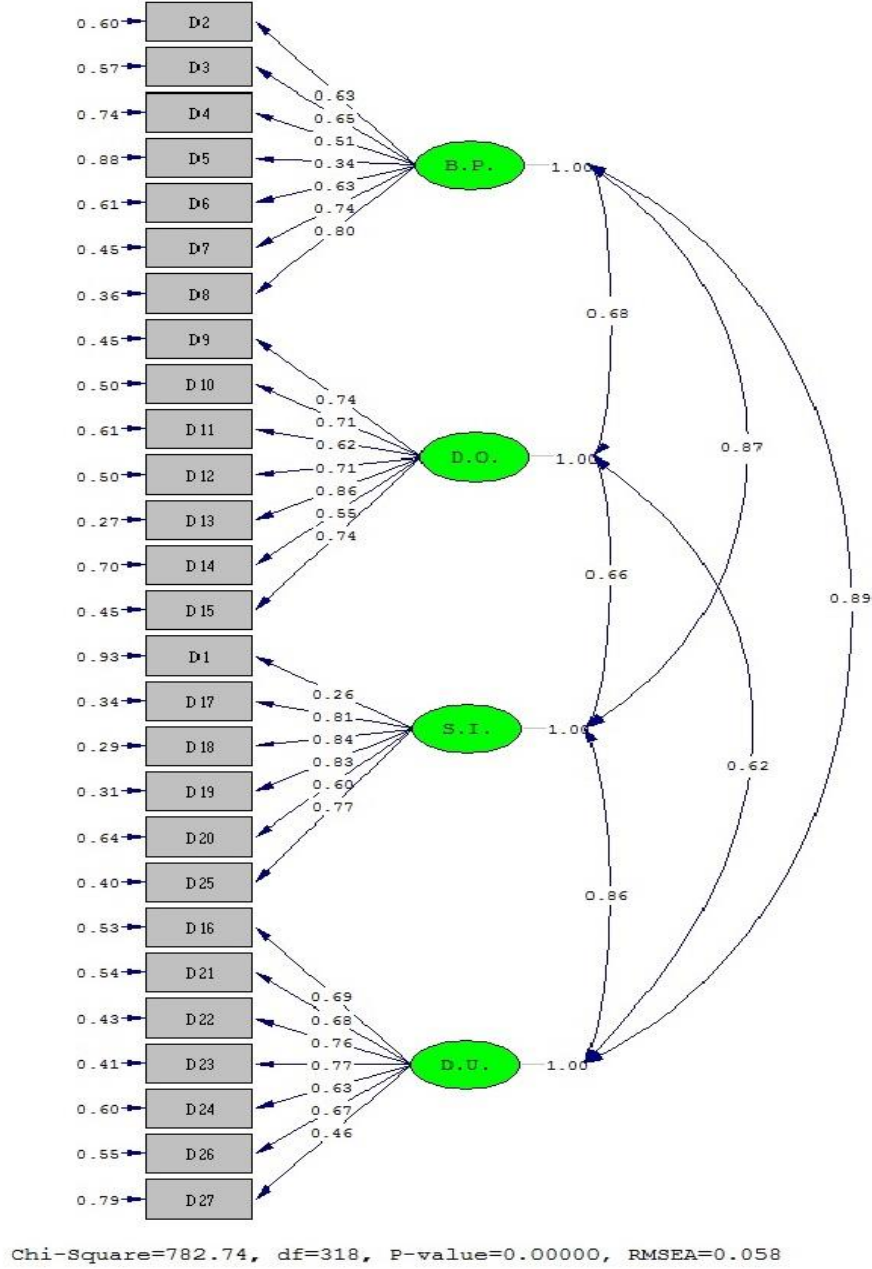 0.60 D2
0.57 D3
0.63
0.65
0.74 D4
0.51
0.88 D5
0.34
B.P. 1.00
0.63
0.61 D6
0.74
0.80
0.45 D7
0.36 D8
0.68
0.45 D9
0.50 D10
0.74
0.71
0.61 D11
0.62
0.87
D.O. 1.00
0.71
0.50 D12
0.86
0.55
0.27 D13
0.74
0.70 D14
0.66
0.89
0.45 D15
0.93 D1
0.26
0.34 D17
0.81
S.I. 1.00
0.84
0.29 D18
0.83
0.62
0.60
0.31 D19
0.77
0.64 D20
0.40 D25
0.86
0.53 D16
0.54 D21
0.69
0.43 D22
0.68
0.76
0.41 D23
0.77
D.U. 1.00
0.63
0.60 D24
0.67
0.46
0.55 D26
0.79 D27
Chi-Square=782.74, df=318, P-value=0.00000, RMSEA=0.058